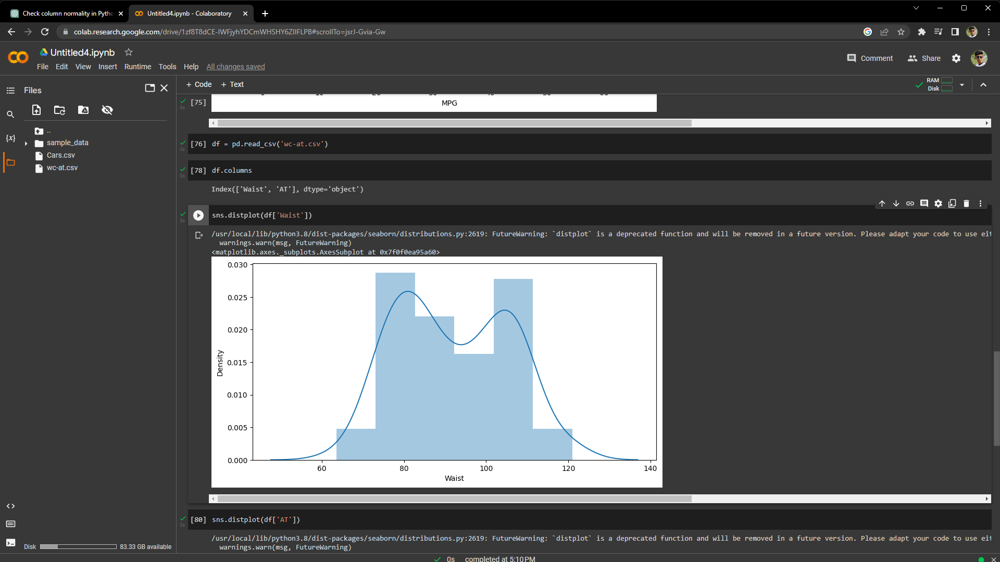 Check column normality in Pytho
Untitled4.ipynb - Colaboratory
colab.research.google.com/drive/1zf8T8dCE-lWFjyhYDCmWHSHY6ZIIFLPB#scrollTo=jsrJ-Gvia-Gw
Untitled4.ipynb
File Edit View Insert Runtime Tools Help All changes saved
Comment Share
Files
+ Code + Text
RAM
Disk
..
sample_data
Cars.csv
wc-at.csv
{x}
[75]
MPG
0s
[76] df = pd.read_csv('wc-at.csv')
0s
[78] df.columns
0s
Index(['Waist', 'AT'], dtype='object')
sns.distplot(df['Waist'])
0s
/usr/local/lib/python3.8/dist-packages/seaborn/distributions.py:2619: FutureWarning: `distplot` is a deprecated function and will be removed in a future version. Please adapt your code to use eit
warnings.warn(msg, FutureWarning)
<matplotlib.axes._subplots.AxesSubplot at 0x7f0f0ea95a60>
0.030
0.025
0.020
0.015
0.010
0.005
0.000
Density
60 80 100 120 140
Waist
[80] sns.distplot(df['AT'])
0s
/usr/local/lib/python3.8/dist-packages/seaborn/distributions.py:2619: FutureWarning: `distplot` is a deprecated function and will be removed in a future version. Please adapt your code to use eit
warnings.warn(msg, FutureWarning)
Disk 83.33 GB available
0s completed at 5:10 PM